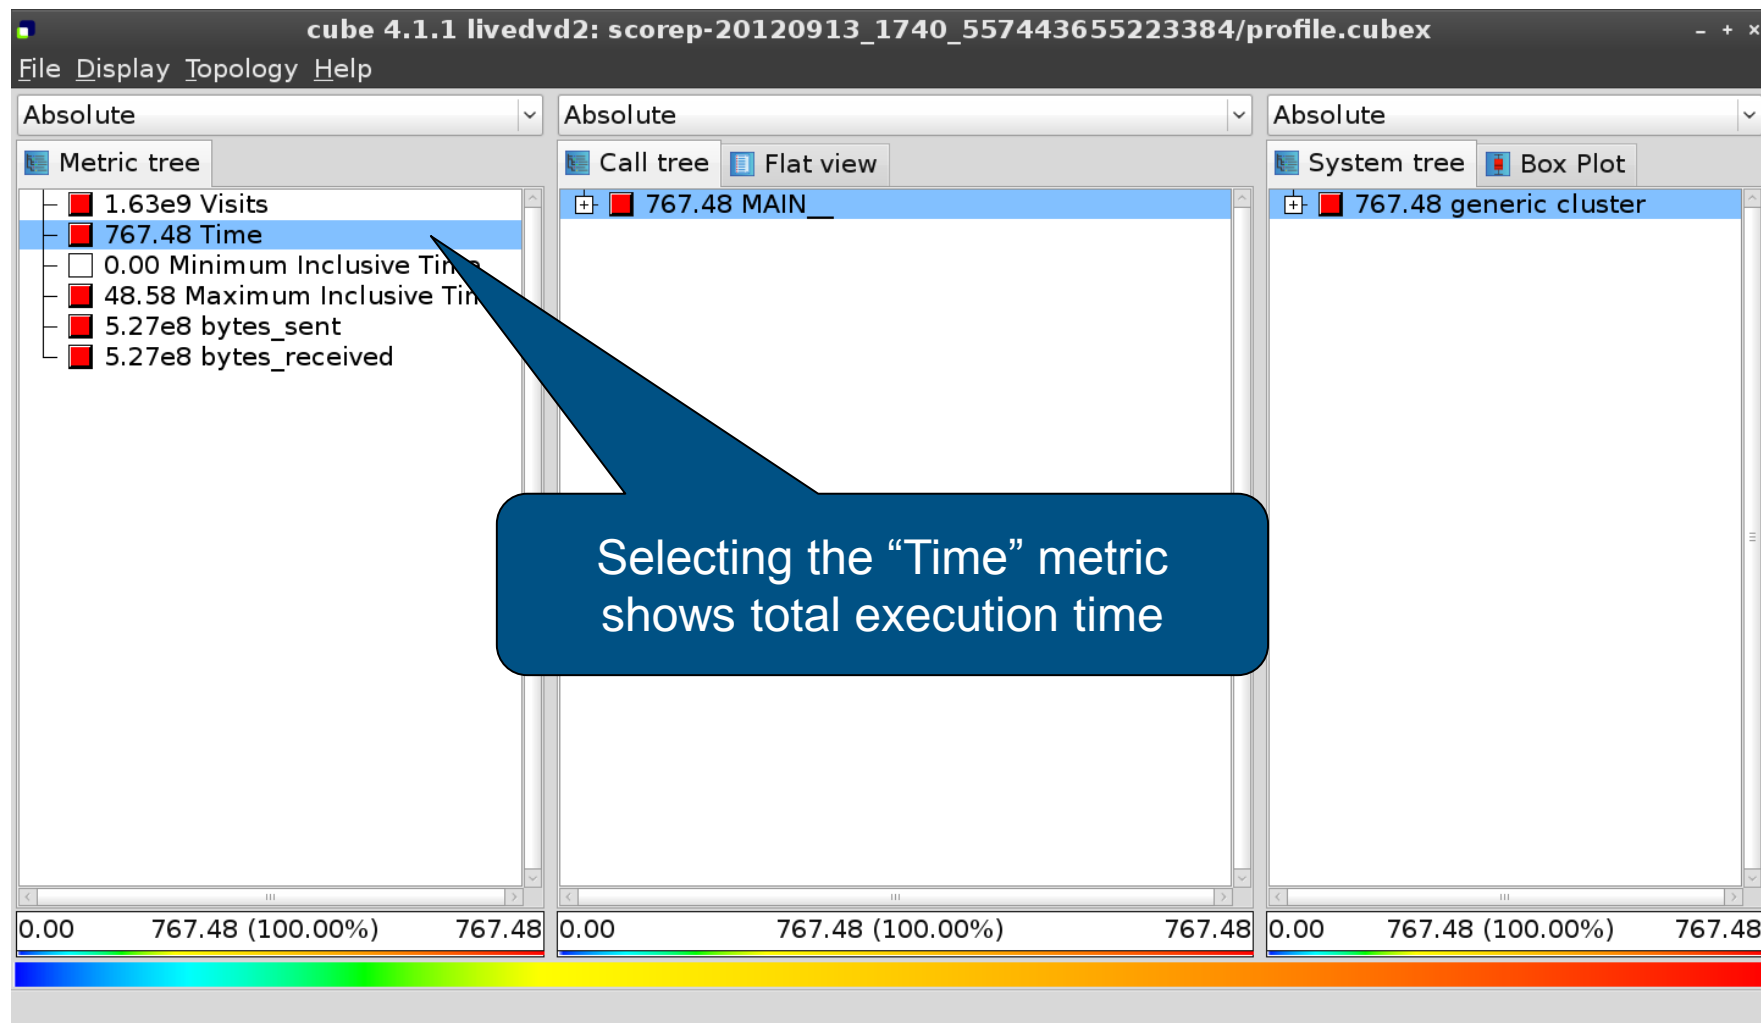 cube 4.1.1 livedvd2: scorep-20120913_1740_557443655223384/profile.cubex
File Display Topology Help
Absolute
Absolute
Absolute
Metric tree
Call tree
Flat view
System tree
Box Plot
1.63e9 Visits
767.48 Time
0.00 Minimum Inclusive Time
48.58 Maximum Inclusive Tim
5.27e8 bytes_sent
5.27e8 bytes_received
767.48 MAIN__
767.48 generic cluster
Selecting the “Time” metric
shows total execution time
0.00 767.48 (100.00%) 767.48
0.00 767.48 (100.00%) 767.48
0.00 767.48 (100.00%) 767.48